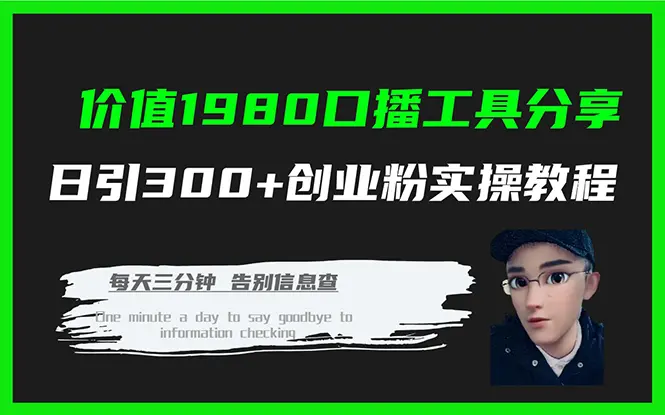 价值1980口播工具分享
日引300+创业粉实操教程
每天三分钟 告别信息查
One minute a day to say goodbye to
information checking